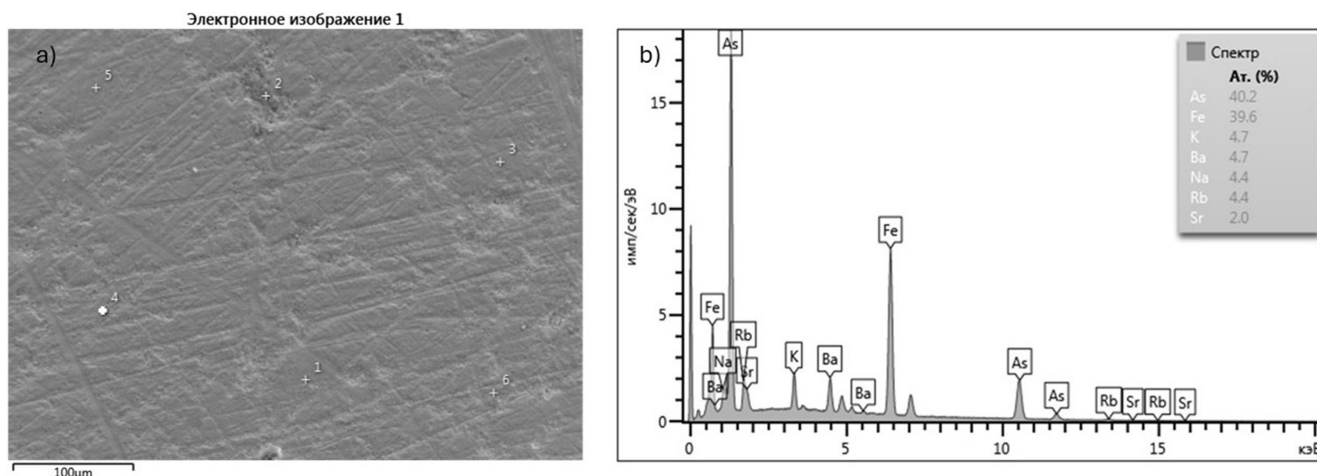 Электронное изображение 1
a)
5
2
3
4
1
6
100µm
b)
имп/сек/эВ
15
10
5
0
As
Fe
Fe
Rb
Na
Sr
Ba
K
Ba
Ba
As
As
Rb
Sr
Rb
Sr
0
5
10
15
кэВ
Спектр
Ат. (%)
As 40.2
Fe 39.6
K 4.7
Ba 4.7
Na 4.4
Rb 4.4
Sr 2.0